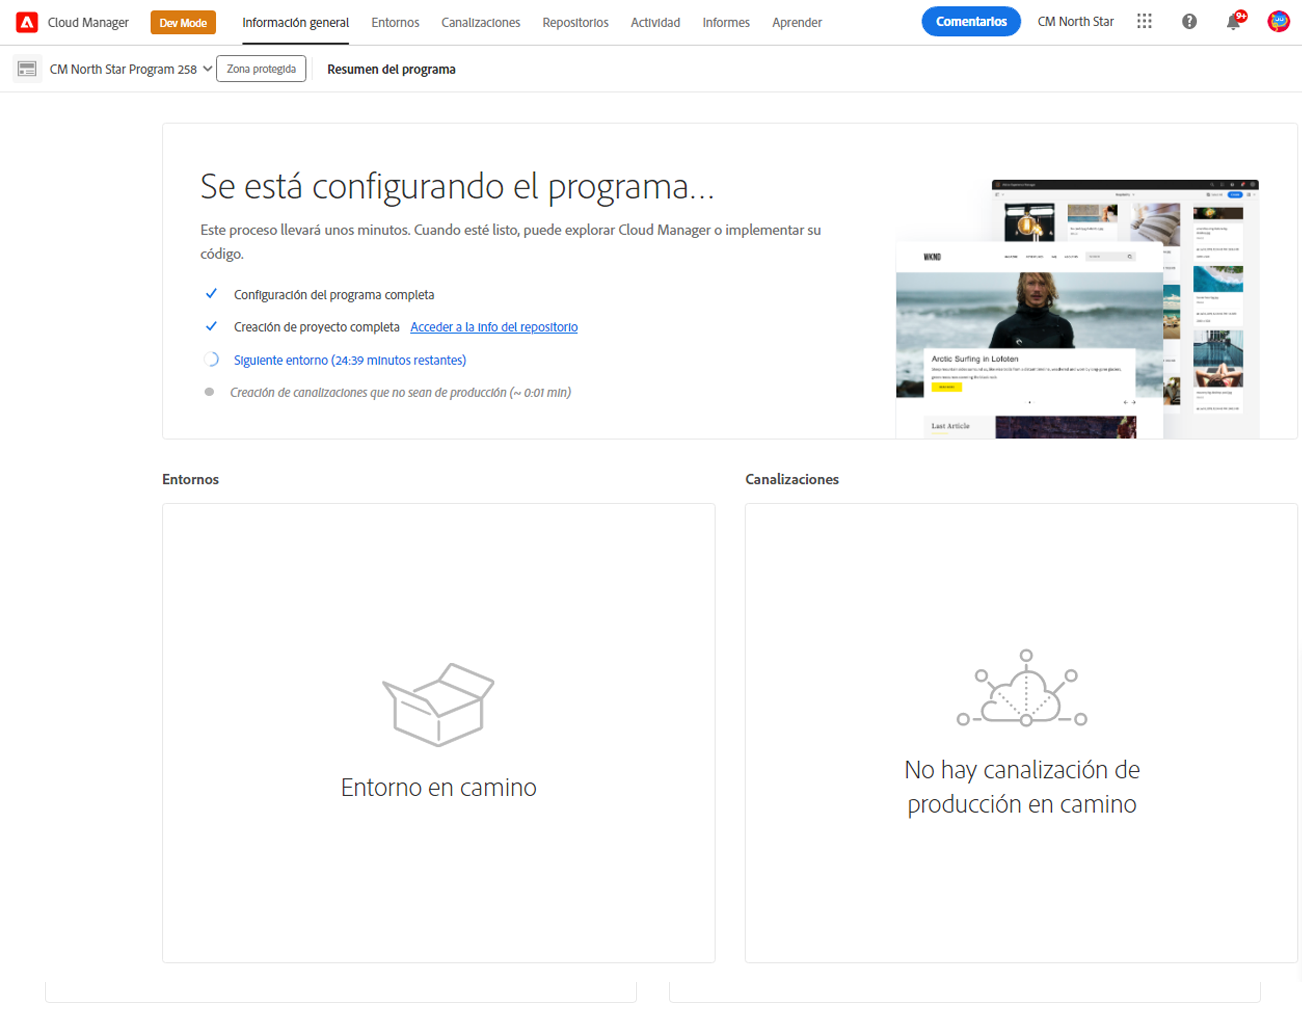 Cloud Manager
Dev Mode
Información general
Entornos
Canalizaciones
Repositorios
Actividad
Informes
Aprender
Comentarios
CM North Star
9+
CM North Star Program 258
Zona protegida
Resumen del programa
Se está configurando el programa...
Este proceso llevará unos minutos. Cuando esté listo, puede explorar Cloud Manager o implementar su
código.
Configuración del programa completa
Creación de proyecto completa Acceder a la info del repositorio
Siguiente entorno (24:39 minutos restantes)
Creación de canalizaciones que no sean de producción (~ 0:01 min)
WKND
Arctic Surfing in Lofoten
Last Article
Entornos
Canalizaciones
Entorno en camino
No hay canalización de
producción en camino